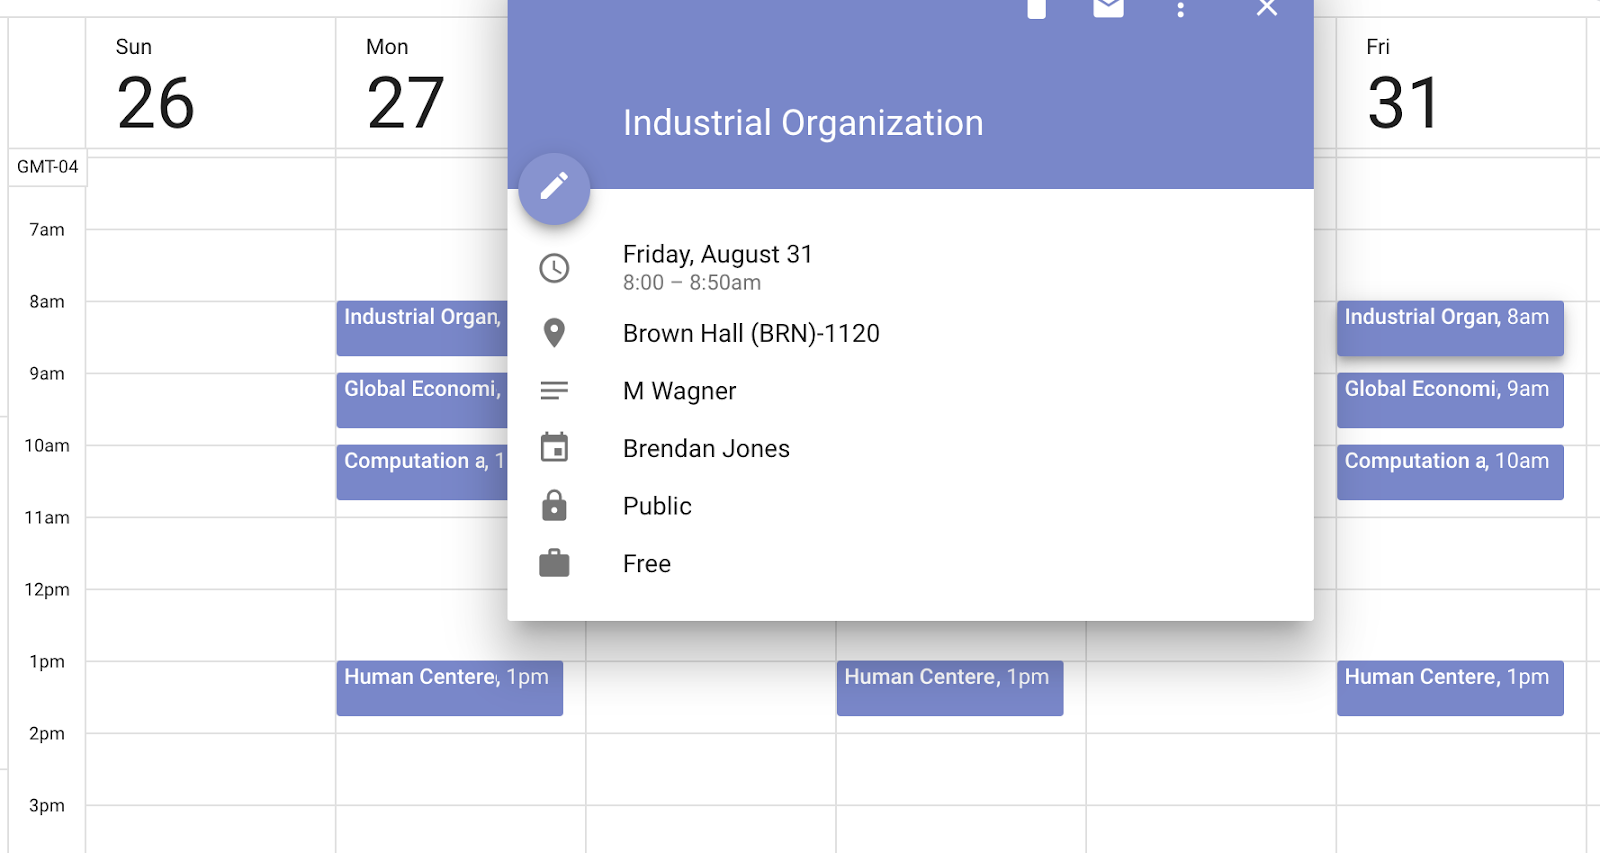 Sun
26
Mon
27
Fri
31
GMT-04
7am
8am
9am
10am
11am
12pm
1pm
2pm
3pm
Industrial Organization
Friday, August 31
8:00 – 8:50am
Brown Hall (BRN)-1120
M Wagner
Brendan Jones
Public
Free
Industrial Organ,
Global Economi,
Computation a, 1
Human Centere, 1pm
Human Centere, 1pm
Industrial Organ, 8am
Global Economi, 9am
Computation a, 10am
Human Centere, 1pm